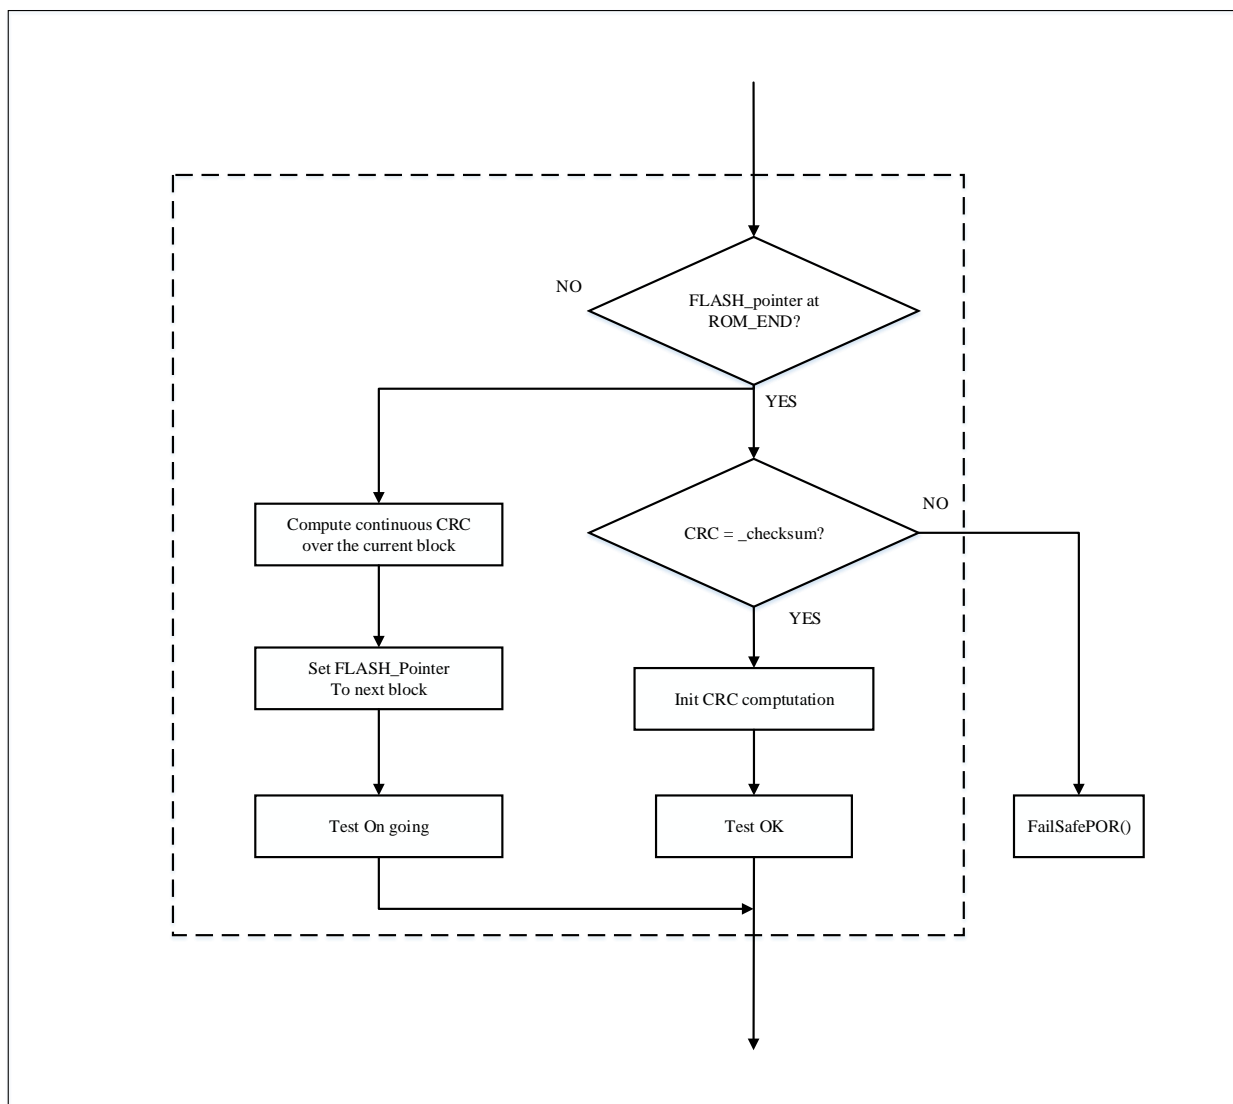 NO
FLASH_pointer at
ROM_END?
YES
Compute continuous CRC
over the current block
CRC = _checksum?
NO
YES
Set FLASH_Pointer
To next block
Init CRC comptutation
Test On going
Test OK
FailSafePOR()